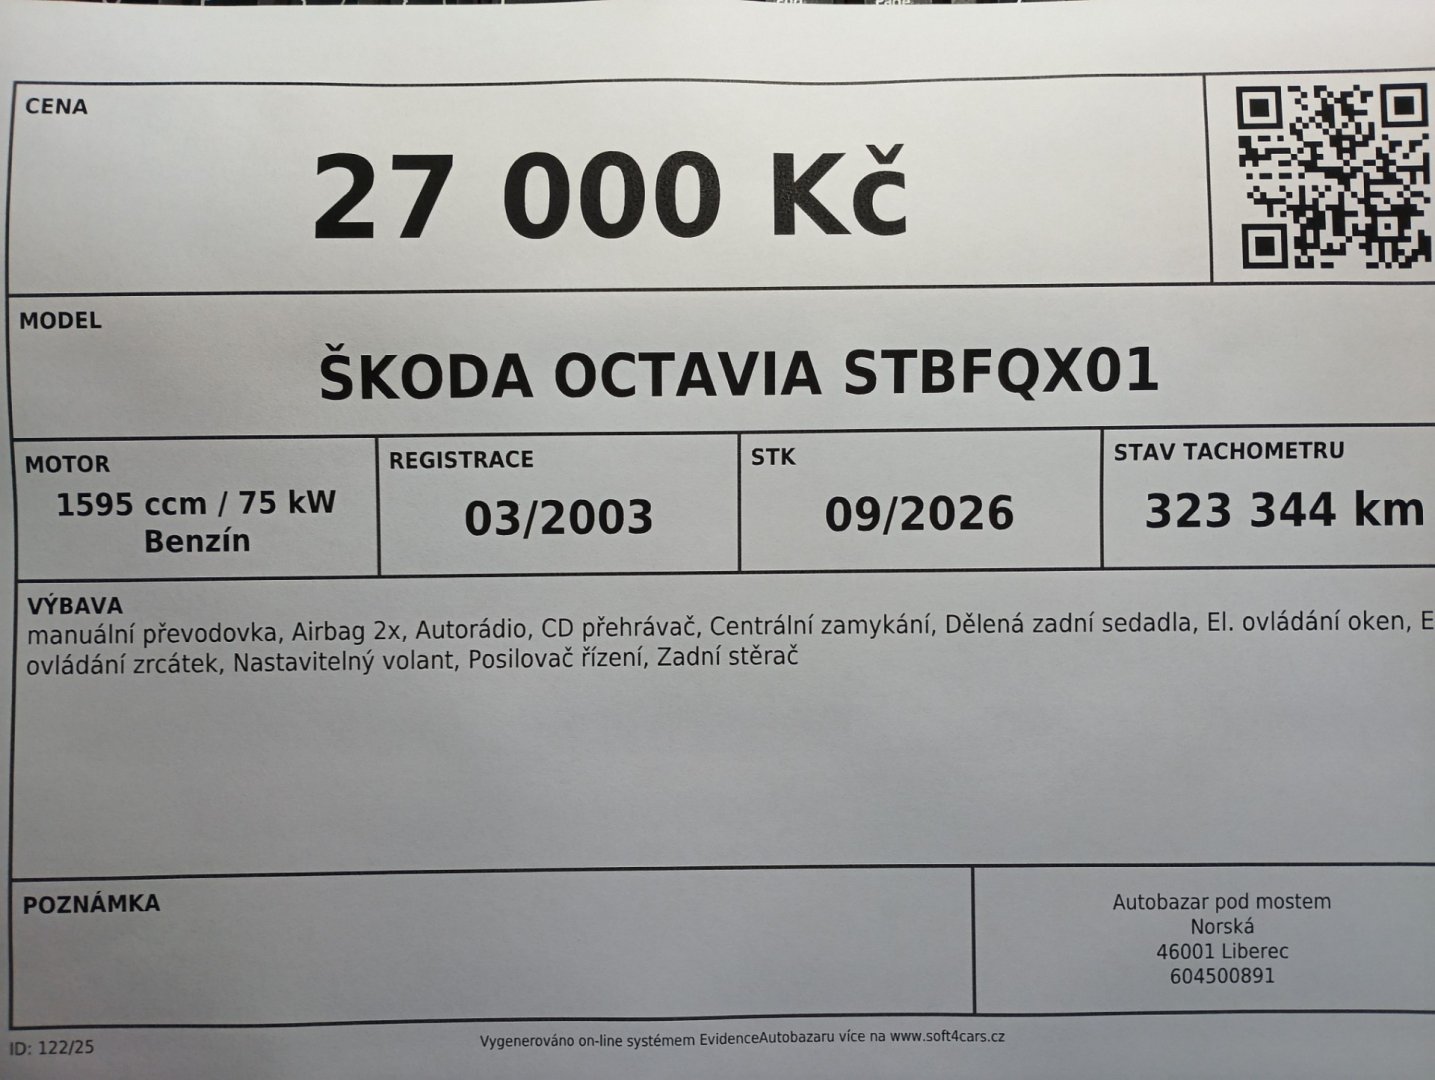 CENA
27 000 Kč
MODEL
ŠKODA OCTAVIA STBFQX01
MOTOR
1595 ccm / 75 kW
Benzín
REGISTRACE
03/2003
STK
09/2026
STAV TACHOMETRU
323 344 km
VÝBAVA
manuální převodovka, Airbag 2x, Autorádio, CD přehrávač, Centrální zamykání, Dělená zadní sedadla, El. ovládání oken, E
ovládání zrcátek, Nastavitelný volant, Posilovač řízení, Zadní stěrač
POZNÁMKA
Autobazar pod mostem
Norská
46001 Liberec
604500891
ID: 122/25
Vygenerováno on-line systémem EvidenceAutobazaru více na www.soft4cars.cz